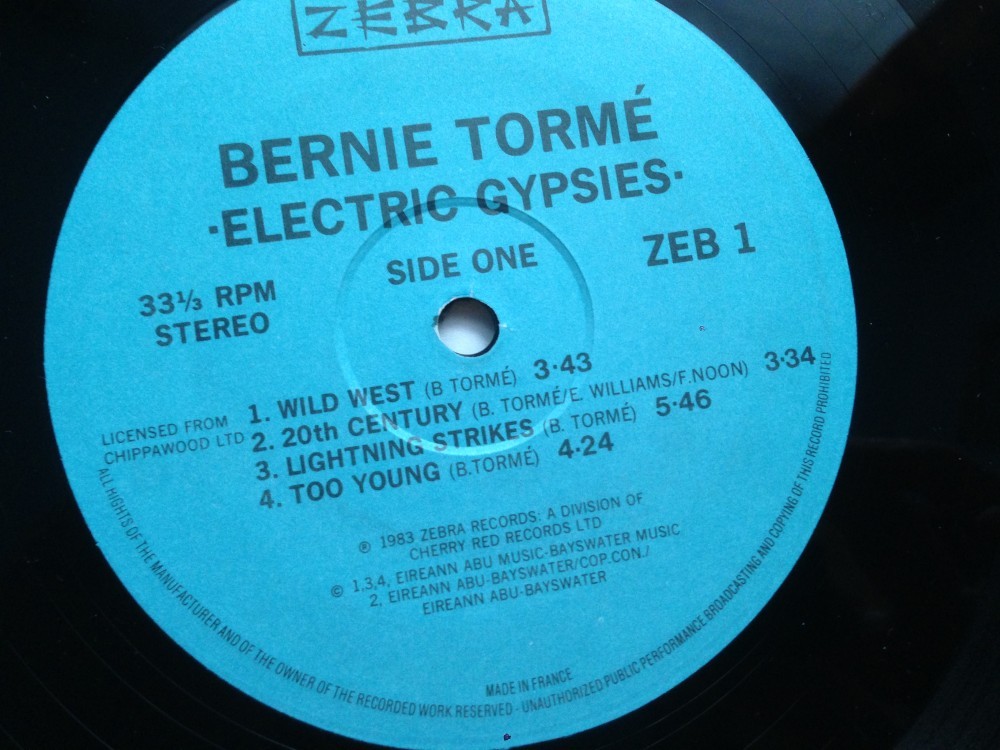 ZEBRA
BERNIE TORMÉ
·ELECTRIC GYPSIES·
SIDE ONE
ZEB 1
33⅓ RPM
STEREO
LICENSED FROM
CHIPPAWOOD LTD
1. WILD WEST (B TORMÉ) 3·43
2. 20th CENTURY (B. TORMÉ/E. WILLIAMS/F.NOON) 3·34
3. LIGHTNING STRIKES (B. TORMÉ) 5·46
4. TOO YOUNG (B.TORMÉ) 4·24
℗ 1983 ZEBRA RECORDS: A DIVISION OF
CHERRY RED RECORDS LTD
© 1.3,4, EIREANN ABU MUSIC-BAYSWATER MUSIC
2, EIREANN ABU-BAYSWATER/COP.CON./
EIREANN ABU-BAYSWATER
MADE IN FRANCE
ALL RIGHTS OF THE MANUFACTURER AND OF THE OWNER OF THE RECORDED WORK RESERVED - UNAUTHORIZED PUBLIC PERFORMANCE BROADCASTING AND COPYING OF THIS RECORD PROHIBITED